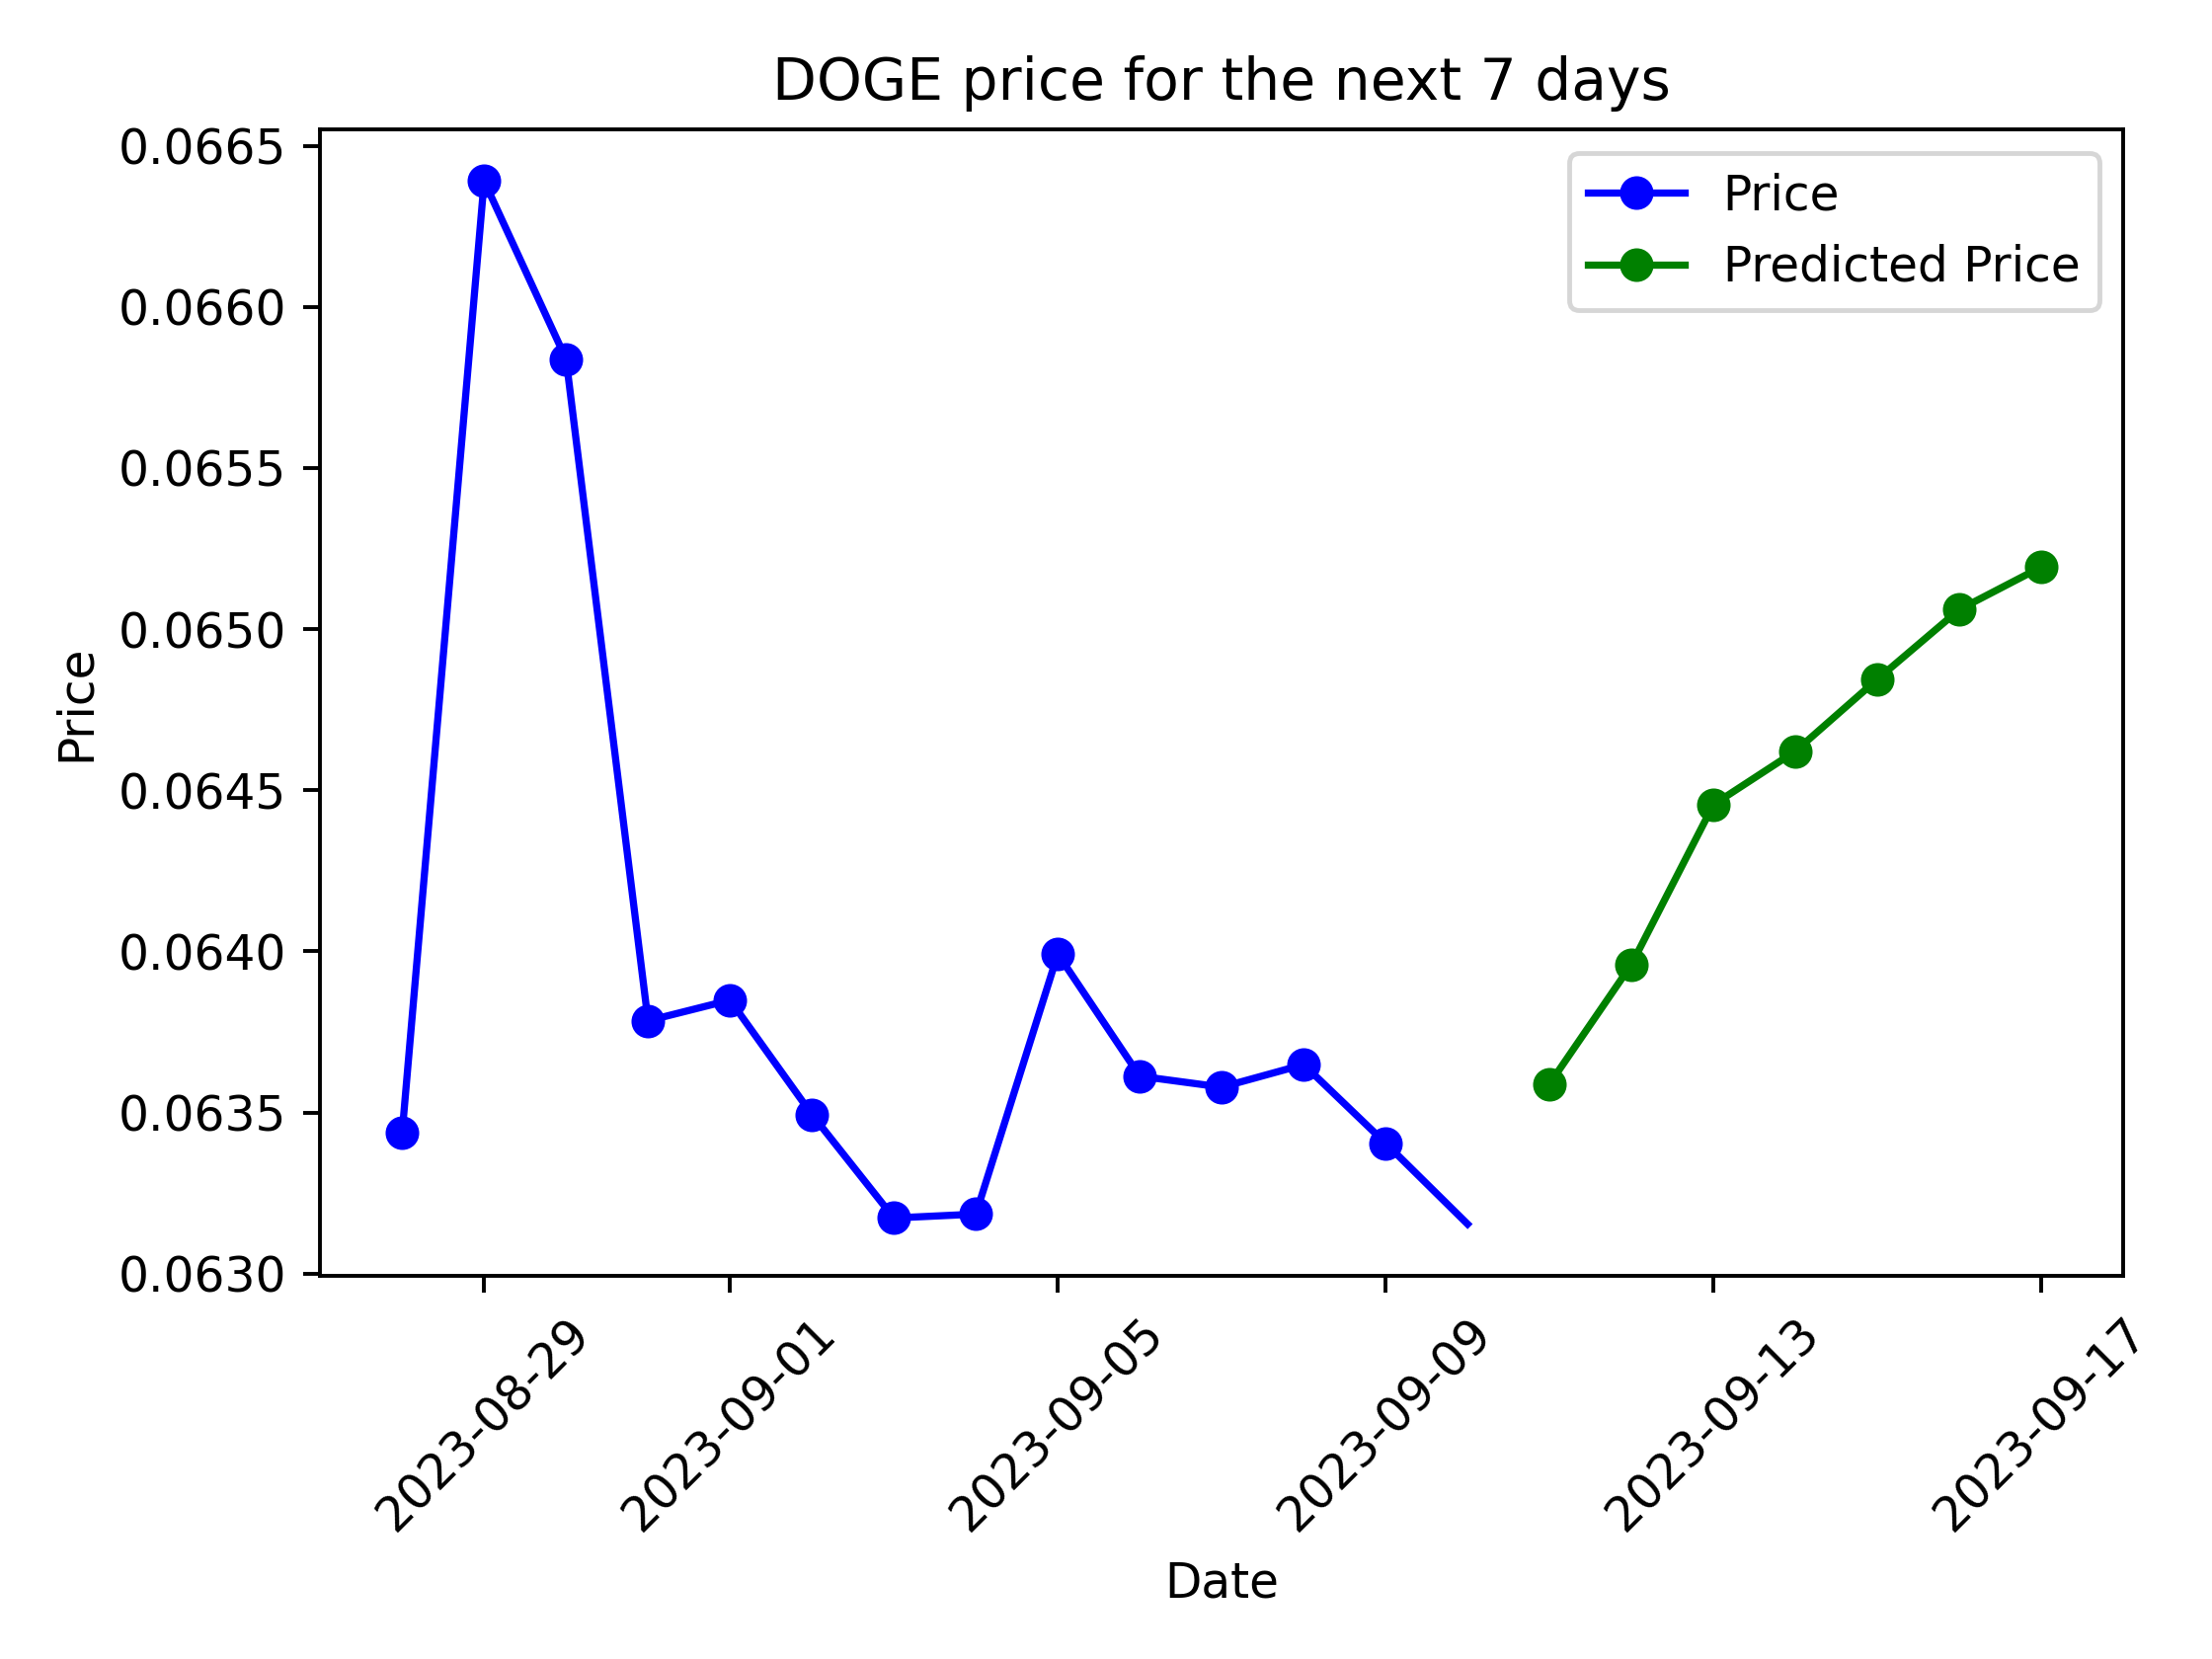 DOGE price for the next 7 days
Price
Predicted Price
0.0665
0.0660
0.0655
0.0650
0.0645
0.0640
0.0635
0.0630
Price
2023-08-29
2023-09-01
2023-09-05
2023-09-09
2023-09-13
2023-09-17
Date